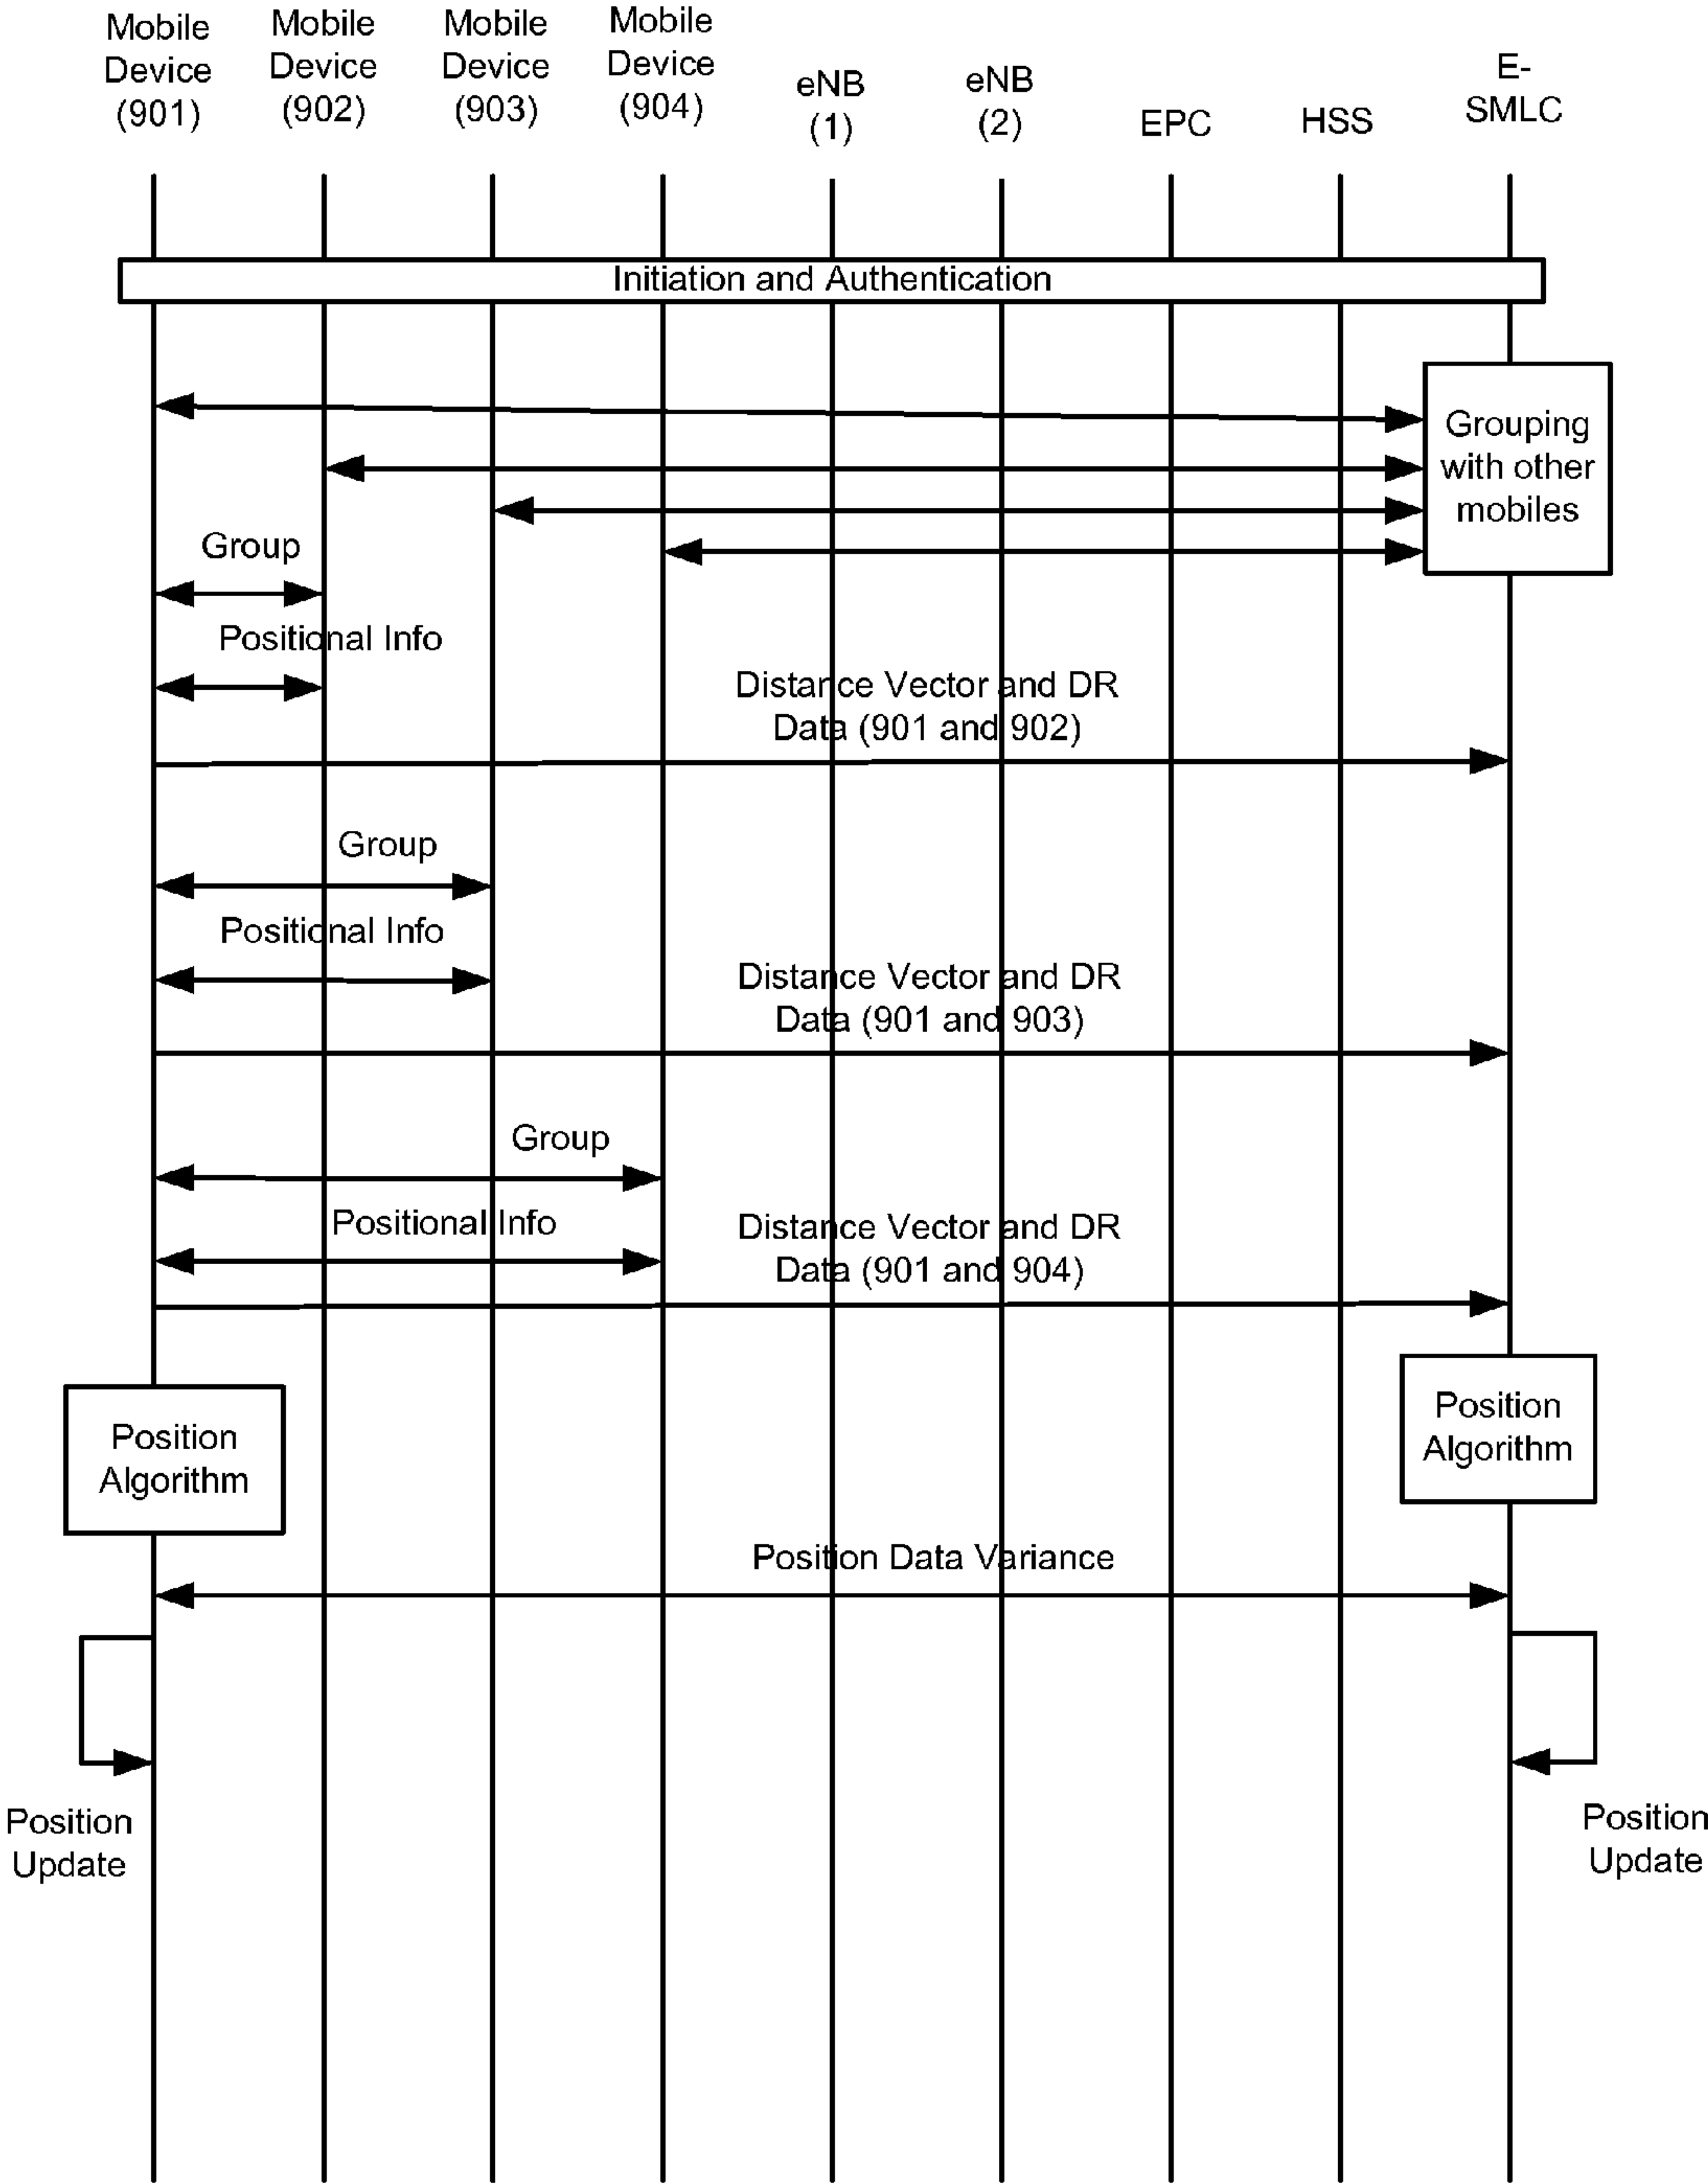 Mobile
Device
(901)
Mobile
Device
(902)
Mobile
Device
(903)
Mobile
Device
(904)
eNB
(1)
eNB
(2)
EPC
HSS
E-
SMLC
Initiation and Authentication
Grouping
with other
mobiles
Group
Positional Info
Distance Vector and DR
Data (901 and 902)
Group
Positional Info
Distance Vector and DR
Data (901 and 903)
Group
Positional Info
Distance Vector and DR
Data (901 and 904)
Position
Algorithm
Position
Algorithm
Position Data Variance
Position
Update
Position
Update